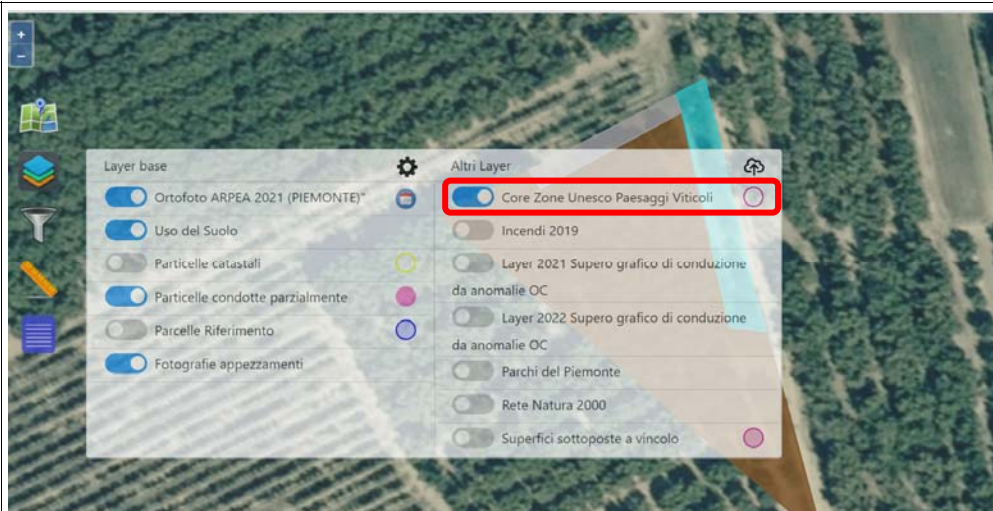 +
-
Layer base
Ortofoto ARPEA 2021 (PIEMONTE)"
Uso del Suolo
Particelle catastali
Particelle condotte parzialmente
Parcelle Riferimento
Fotografie appezzamenti
Altri Layer
Core Zone Unesco Paesaggi Viticoli
Incendi 2019
Layer 2021 Supero grafico di conduzione
da anomalie OC
Layer 2022 Supero grafico di conduzione
da anomalie OC
Parchi del Piemonte
Rete Natura 2000
Superfici sottoposte a vincolo